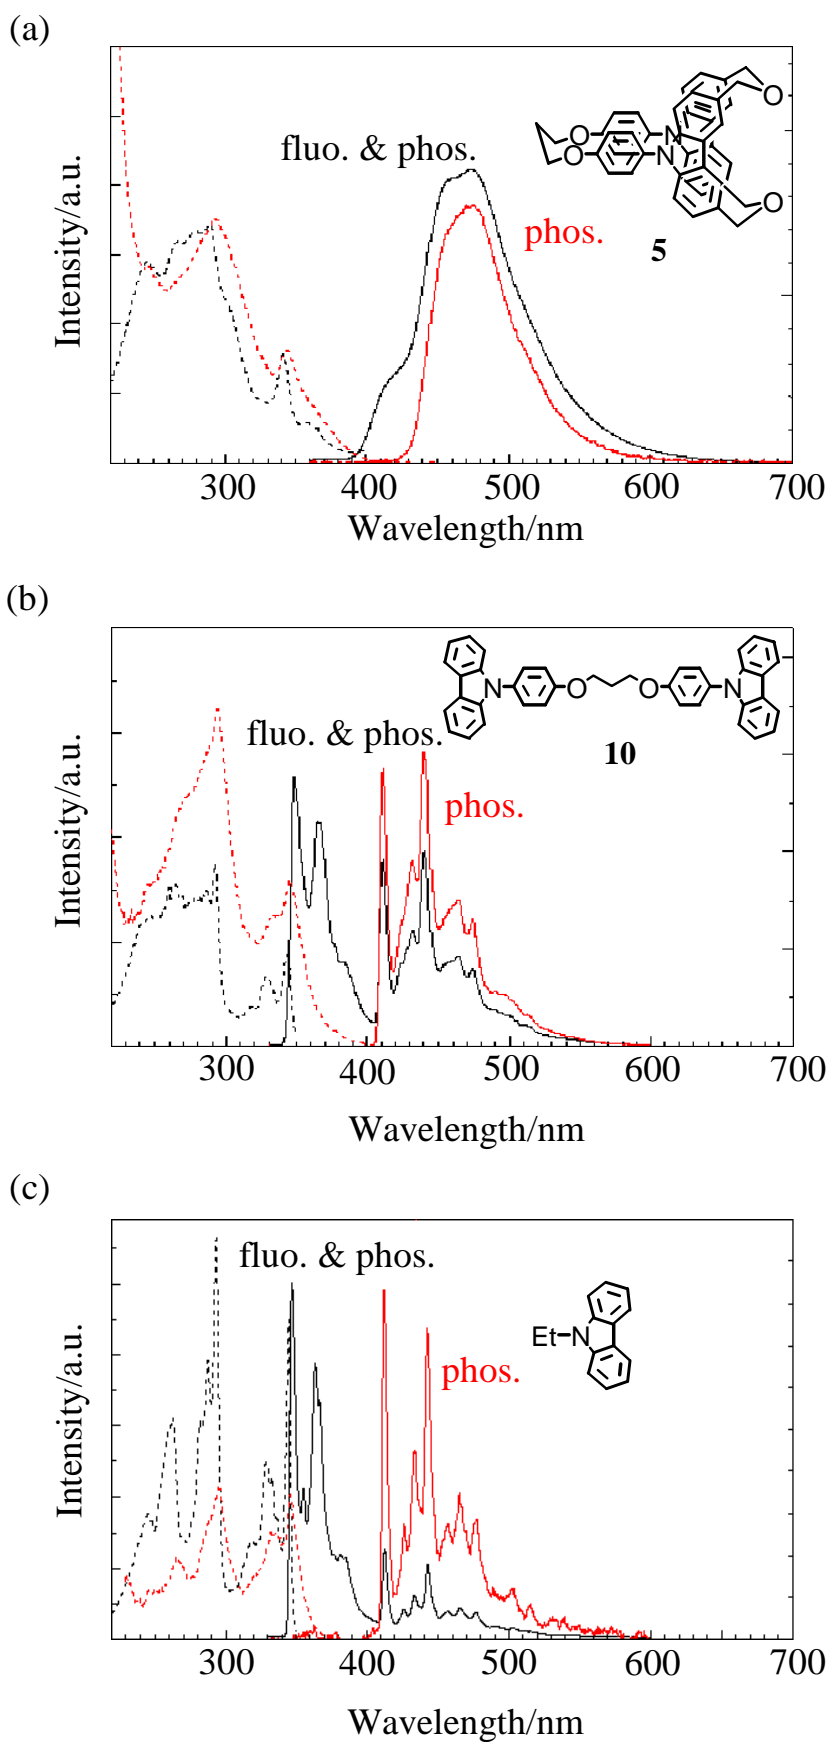 (a)
Intensity/a.u.
fluo. & phos.
phos.
N
N
O
O
O
O
5
300
400
500
600
700
Wavelength/nm
(b)
Intensity/a.u.
fluo. & phos.
phos.
N
O
O
N
10
300
400
500
600
700
Wavelength/nm
(c)
Intensity/a.u.
fluo. & phos.
phos.
Et
N
300
400
500
600
700
Wavelength/nm